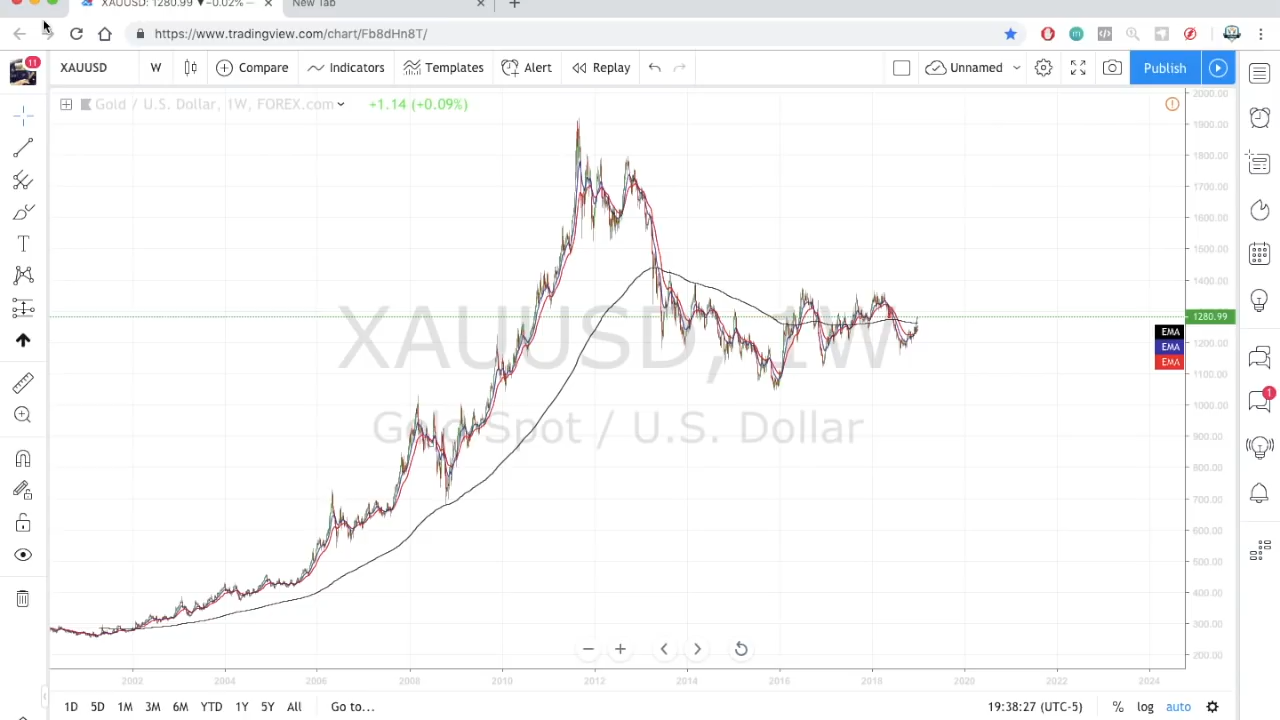 XAUUSD: 1280.99 ▼−0.02% —
New Tab
https://www.tradingview.com/chart/Fb8dHn8T/
11
XAUUSD W Compare Indicators Templates Alert Replay Unnamed Publish
Gold / U.S. Dollar, 1W, FOREX.com +1.14 (+0.09%)
XAUUSD, 1W
Gold Spot / U.S. Dollar
2000.00
1900.00
1800.00
1700.00
1600.00
1500.00
1400.00
1280.99
EMA
1200.00
EMA
EMA
1100.00
1000.00
900.00
800.00
700.00
600.00
500.00
400.00
300.00
200.00
1
2002 2004 2006 2008 2010 2012 2014 2016 2018 2020 2022 2024
1D 5D 1M 3M 6M YTD 1Y 5Y All Go to... 19:38:27 (UTC-5) % log auto